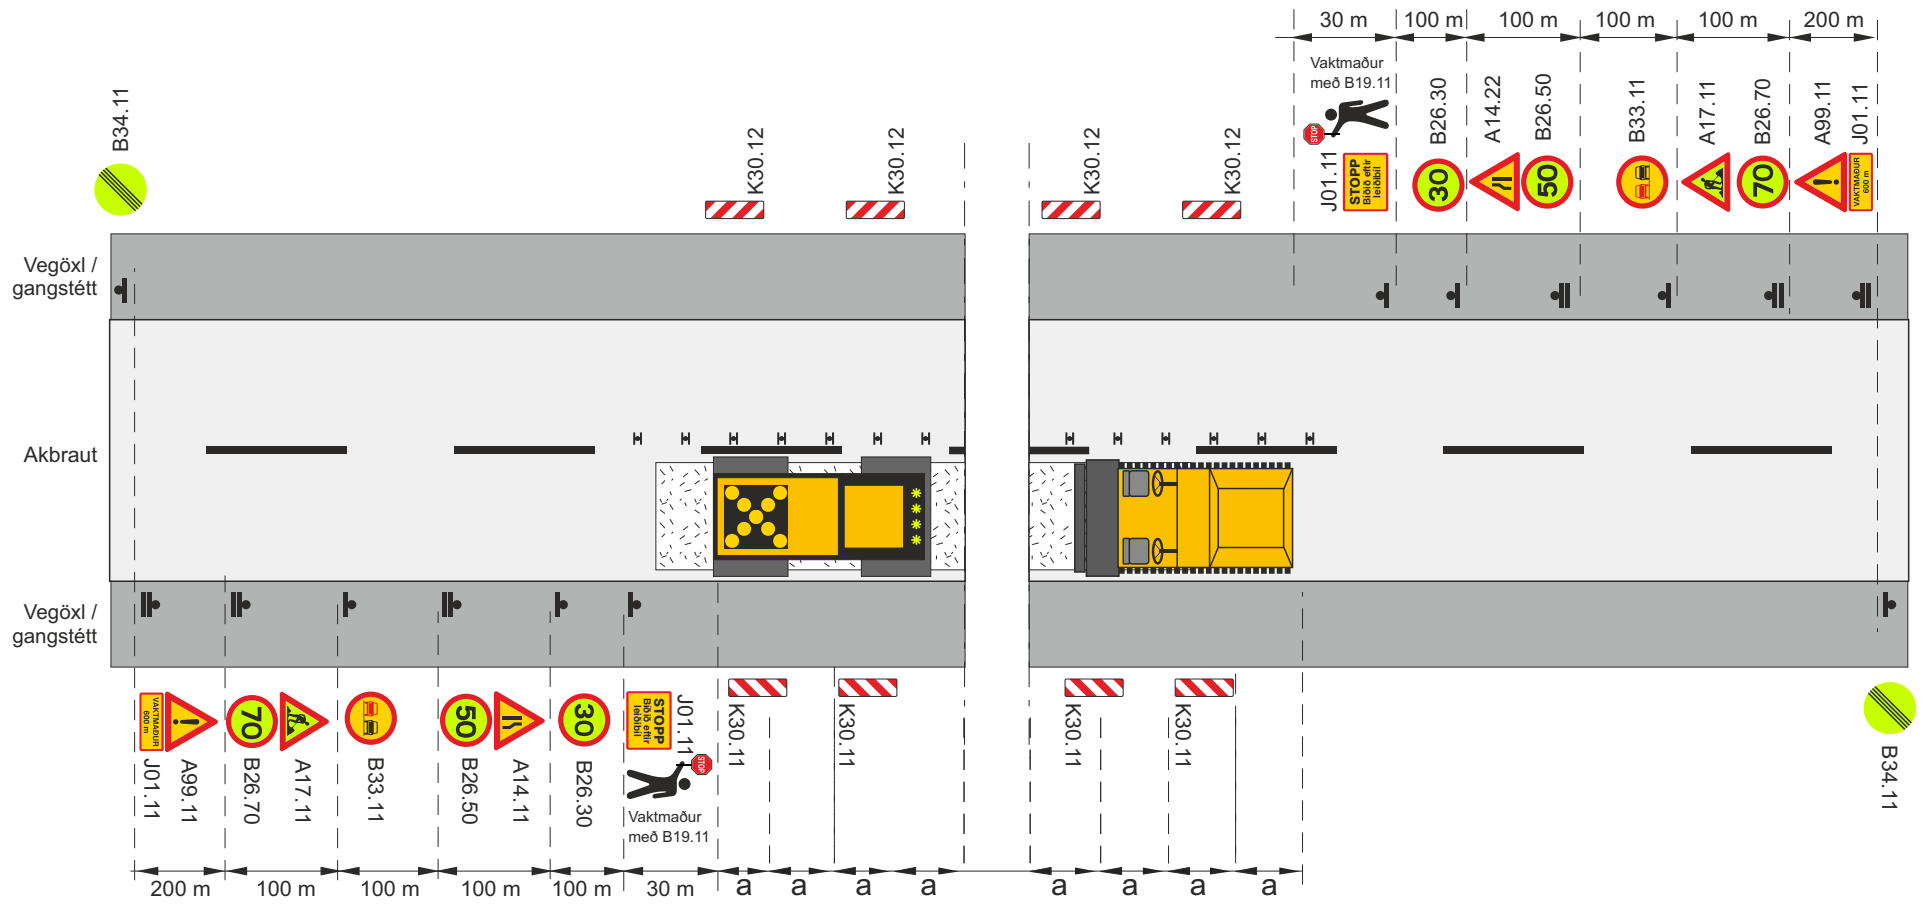 30 m
100 m
100 m
100 m
100 m
200 m
Vaktmaður
með B19.11
STOP
J01.11
STOPP
Bíðið eftir
leiðbíl
B26.30
30
A14.22
B26.50
50
B33.11
A17.11
B26.70
70
A99.11
J01.11
VAKTMAÐUR
600 m
B34.11
K30.12
K30.12
K30.12
K30.12
Vegöxl /
gangstétt
Akbraut
Vegöxl /
gangstétt
VAKTMAÐUR
600 m
J01.11
A99.11
70
B26.70
A17.11
B33.11
50
B26.50
A14.11
30
B26.30
STOPP
Bíðið eftir
leiðbíl
J01.11
STOP
Vaktmaður
með B19.11
K30.11
K30.11
K30.11
K30.11
B34.11
200 m
100 m
100 m
100 m
100 m
30 m
a
a
a
a
a
a
a
a